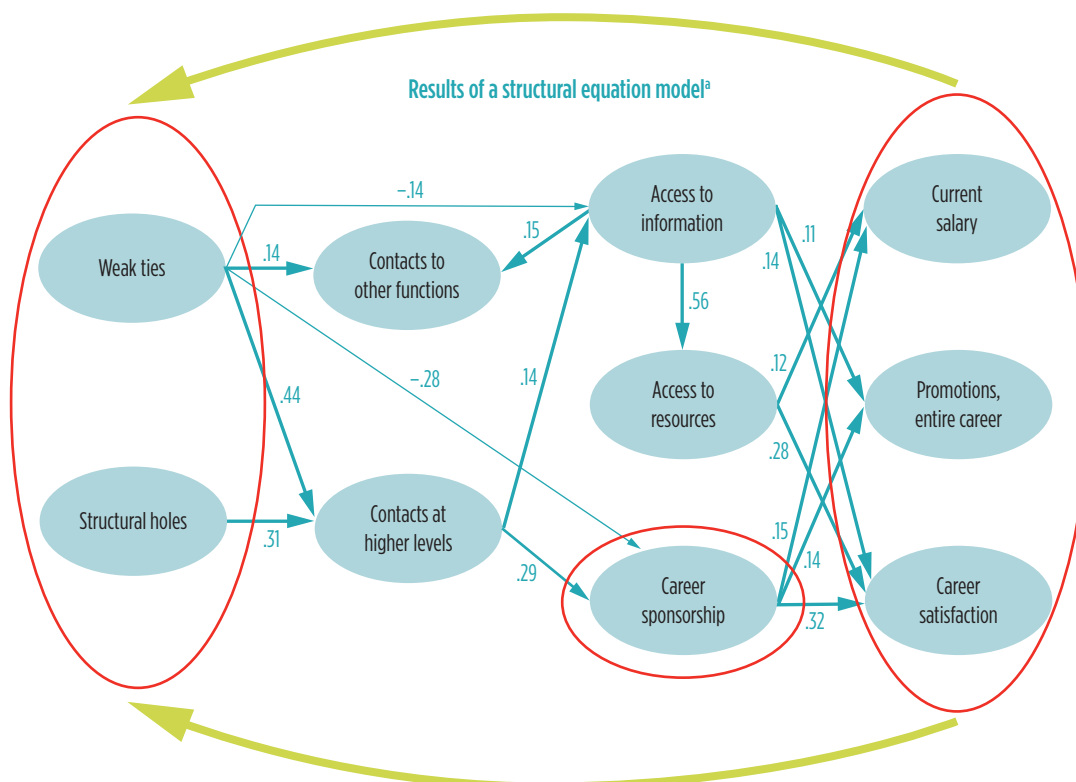 Results of a structural equation modelᵃ
–.14
Access to
information
Current
salary
Weak ties
.14
Contacts to
other functions
.15
.11
.14
.56
–.28
.44
.14
Access to
resources
.12
Promotions,
entire career
.28
Structural holes
.31
Contacts at
higher levels
.29
Career
sponsorship
.15
.14
.32
Career
satisfaction